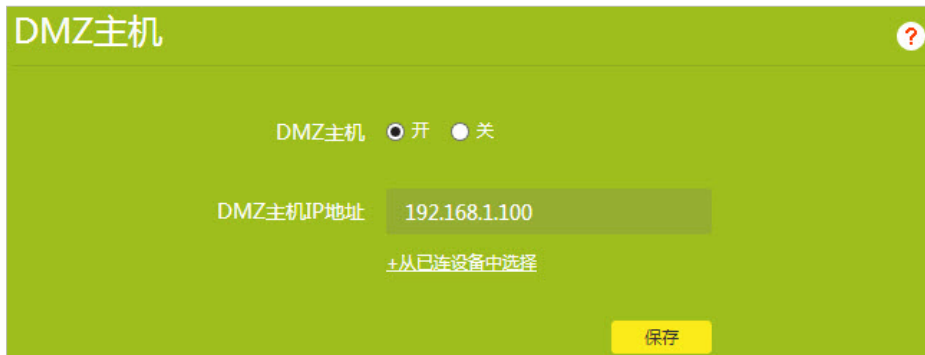 DMZ主机
?
DMZ主机 开 关
DMZ主机IP地址 192.168.1.100
+从已连设备中选择
保存